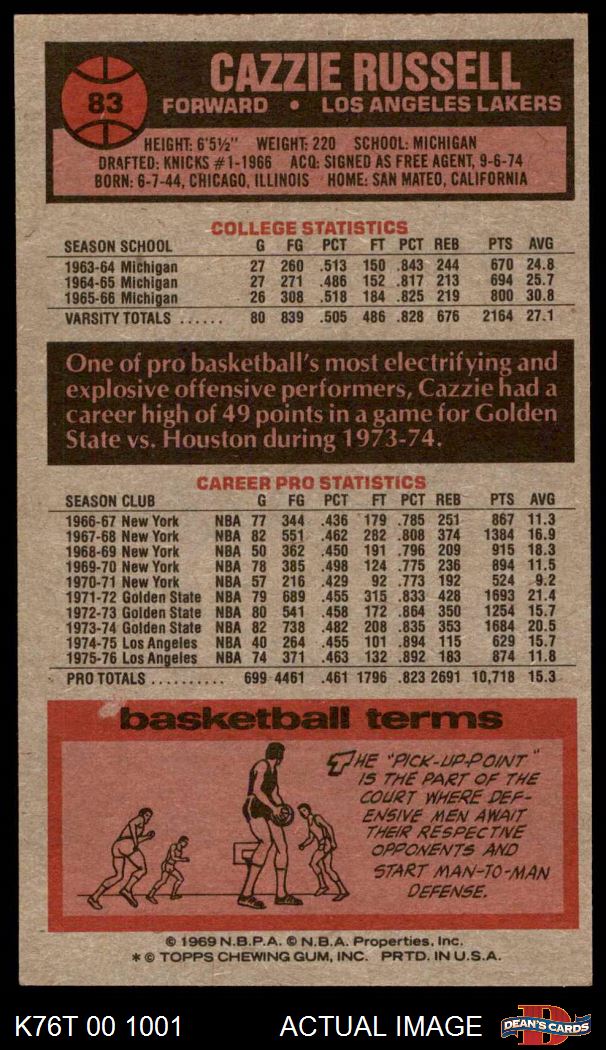 83
CAZZIE RUSSELL
FORWARD • LOS ANGELES LAKERS
HEIGHT: 6'5½" WEIGHT: 220 SCHOOL: MICHIGAN
DRAFTED: KNICKS #1-1966 ACQ: SIGNED AS FREE AGENT, 9-6-74
BORN: 6-7-44, CHICAGO, ILLINOIS HOME: SAN MATEO, CALIFORNIA
COLLEGE STATISTICS
SEASON SCHOOL G FG PCT FT PCT REB PTS AVG
1963-64 Michigan 27 260 .513 150 .843 244 670 24.8
1964-65 Michigan 27 271 .486 152 .817 213 694 25.7
1965-66 Michigan 26 308 .518 184 .825 219 800 30.8
VARSITY TOTALS ...... 80 839 .505 486 .828 676 2164 27.1
One of pro basketball's most electrifying and
explosive offensive performers, Cazzie had a
career high of 49 points in a game for Golden
State vs. Houston during 1973-74.
CAREER PRO STATISTICS
SEASON CLUB G FG PCT FT PCT REB PTS AVG
1966-67 New York NBA 77 344 .436 179 .785 251 867 11.3
1967-68 New York NBA 82 551 .462 282 .808 374 1384 16.9
1968-69 New York NBA 50 362 .450 191 .796 209 915 18.3
1969-70 New York NBA 78 385 .498 124 .775 236 894 11.5
1970-71 New York NBA 57 216 .429 92 .773 192 524 9.2
1971-72 Golden State NBA 79 689 .455 315 .833 428 1693 21.4
1972-73 Golden State NBA 80 541 .458 172 .864 350 1254 15.7
1973-74 Golden State NBA 82 738 .482 208 .835 353 1684 20.5
1974-75 Los Angeles NBA 40 264 .455 101 .894 115 629 15.7
1975-76 Los Angeles NBA 74 371 .463 132 .892 183 874 11.8
PRO TOTALS .......... 699 4461 .461 1796 .823 2691 10,718 15.3
basketball terms
THE "PICK-UP-POINT"
IS THE PART OF THE
COURT WHERE DEF-
ENSIVE MEN AWAIT
THEIR RESPECTIVE
OPPONENTS AND
START MAN-TO-MAN
DEFENSE.
© 1969 N.B.P.A. © N.B.A. Properties, Inc.
* © TOPPS CHEWING GUM, INC. PRTD. IN U.S.A.
K76T 00 1001 ACTUAL IMAGE DEAN'S CARDS